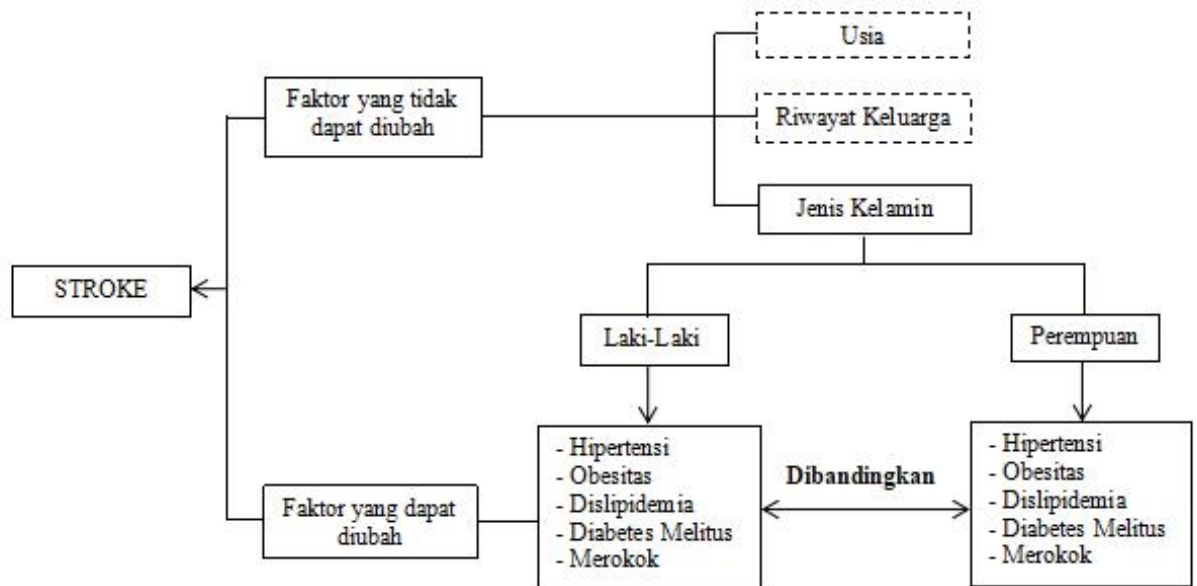 Usia
Faktor yang tidak
dapat diubah
Riwayat Keluarga
Jenis Kelamin
STROKE
Laki-Laki
Perempuan
- Hipertensi
- Obesitas
- Dislipidemia
- Diabetes Melitus
- Merokok
Dibandingkan
- Hipertensi
- Obesitas
- Dislipidemia
- Diabetes Melitus
- Merokok
Faktor yang dapat
diubah